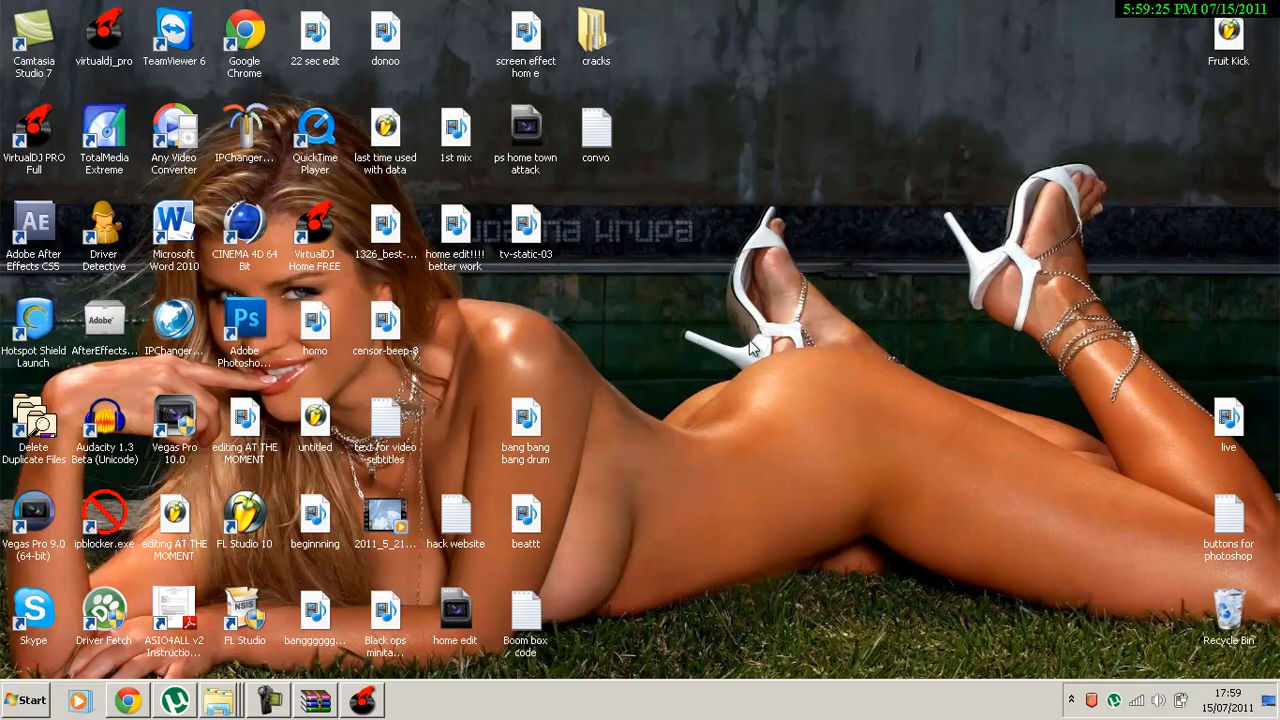 5:59:25 PM 07/15/2011
Camtasia
Studio 7
virtualdj_pro
TeamViewer 6
Google
Chrome
22 sec edit
donoo
screen effect
hom e
cracks
Fruit Kick
VirtualDJ PRO
Full
TotalMedia
Extreme
Any Video
Converter
IPChanger...
QuickTime
Player
last time used
with data
1st mix
ps home town
attack
convo
Adobe After
Effects CS5
Driver
Detective
Microsoft
Word 2010
CINEMA 4D 64
Bit
VirtualDJ
Home FREE
1326_best-...
home edit!!!!
better work
tv-static-03
Joanna Krupa
Hotspot Shield
Launch
Adobe®
AfterEffects...
IPChanger...
Adobe
Photosho...
homo
censor-beep-8
Delete
Duplicate Files
Audacity 1.3
Beta (Unicode)
Vegas Pro
10.0
editing AT THE
MOMENT
untitled
text for video
subtitles
bang bang
bang drum
live
Vegas Pro 9.0
(64-bit)
ipblocker.exe
editing AT THE
MOMENT
FL Studio 10
beginnning
2011_5_21...
hack website
beattt
buttons for
photoshop
Skype
Driver Fetch
ASIO4ALL v2
Instructio...
FL Studio
banggggg...
Black ops
minita...
home edit
Boom box
code
Recycle Bin
Start
17:59
15/07/2011